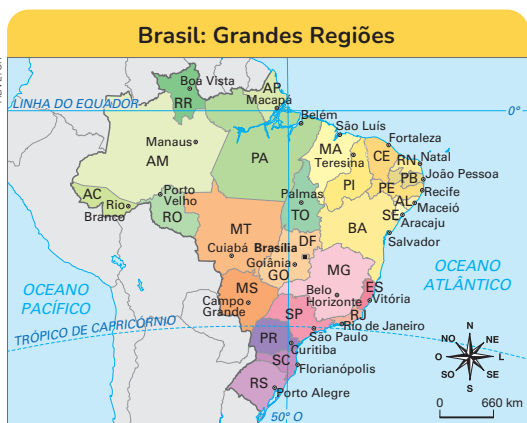 Brasil: Grandes Regiões
Boa Vista
RR
AP
Macapá
LINHA DO EQUADOR
0°
Belém
São Luís
Fortaleza
Manaus
AM
PA
MA
Teresina
CE
RN
Natal
PB
João Pessoa
PI
PE
Recife
AL
Maceió
SE
Aracaju
AC
Rio
Branco
Porto
Velho
RO
Palmas
TO
BA
Salvador
MT
Cuiabá
Brasília
DF
Goiânia
GO
MG
Belo
Horizonte
ES
Vitória
OCEANO
ATLÂNTICO
OCEANO
PACÍFICO
MS
Campo
Grande
SP
RJ
Rio de Janeiro
São Paulo
TRÓPICO DE CAPRICÓRNIO
PR
Curitiba
SC
Florianópolis
RS
Porto Alegre
50° O
N
NO
NE
O
L
SO
SE
S
0
660 km